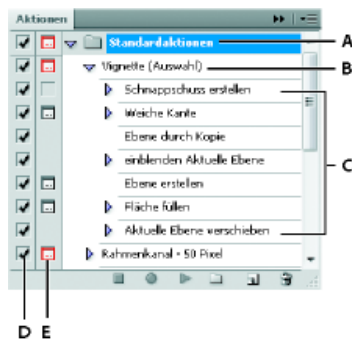 Aktionen
Standardaktionen A
Vignette (Auswahl) B
Schnappschuss erstellen
Weiche Kante
Ebene durch Kopie
einblenden Aktuelle Ebene C
Ebene erstellen
Fläche füllen
Aktuelle Ebene verschieben
Rahmenkanal - 50 Pixel
D E